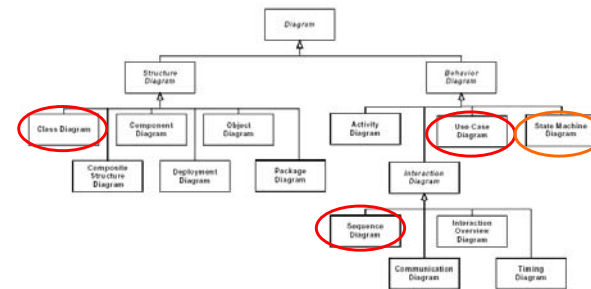 Diagram
Structure
Diagram
Behavior
Diagram
Class Diagram
Component
Diagram
Object
Diagram
Activity
Diagram
Use Case
Diagram
State Machine
Diagram
Composite
Structure
Diagram
Deployment
Diagram
Package
Diagram
Interaction
Diagram
Sequence
Diagram
Interaction
Overview
Diagram
Communication
Diagram
Timing
Diagram